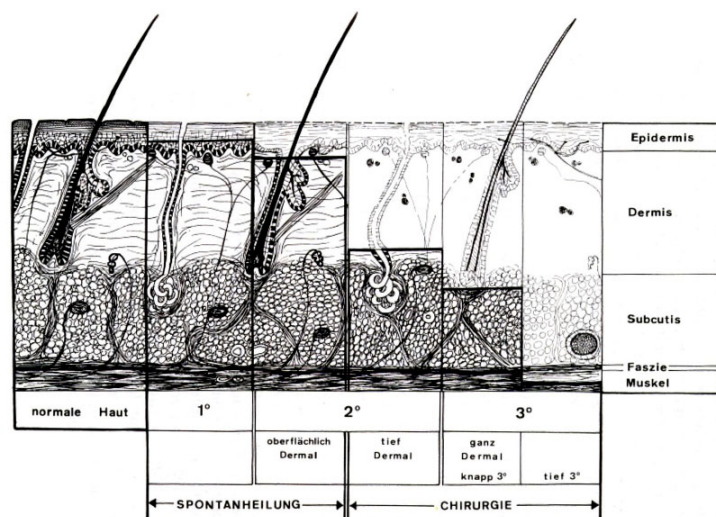 Epidermis
Dermis
Subcutis
Faszie
Muskel
normale Haut
1°
2°
3°
oberflächlich
Dermal
tief
Dermal
ganz
Dermal
knapp 3°
tief 3°
SPONTANHEILUNG
CHIRURGIE